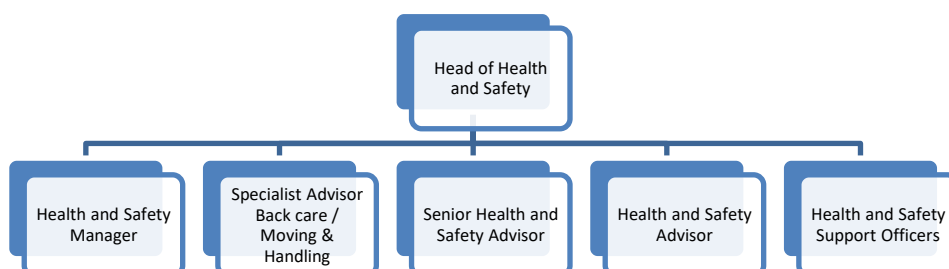 Head of Health
and Safety
Health and Safety
Manager
Specialist Advisor
Back care /
Moving &
Handling
Senior Health and
Safety Advisor
Health and Safety
Advisor
Health and Safety
Support Officers